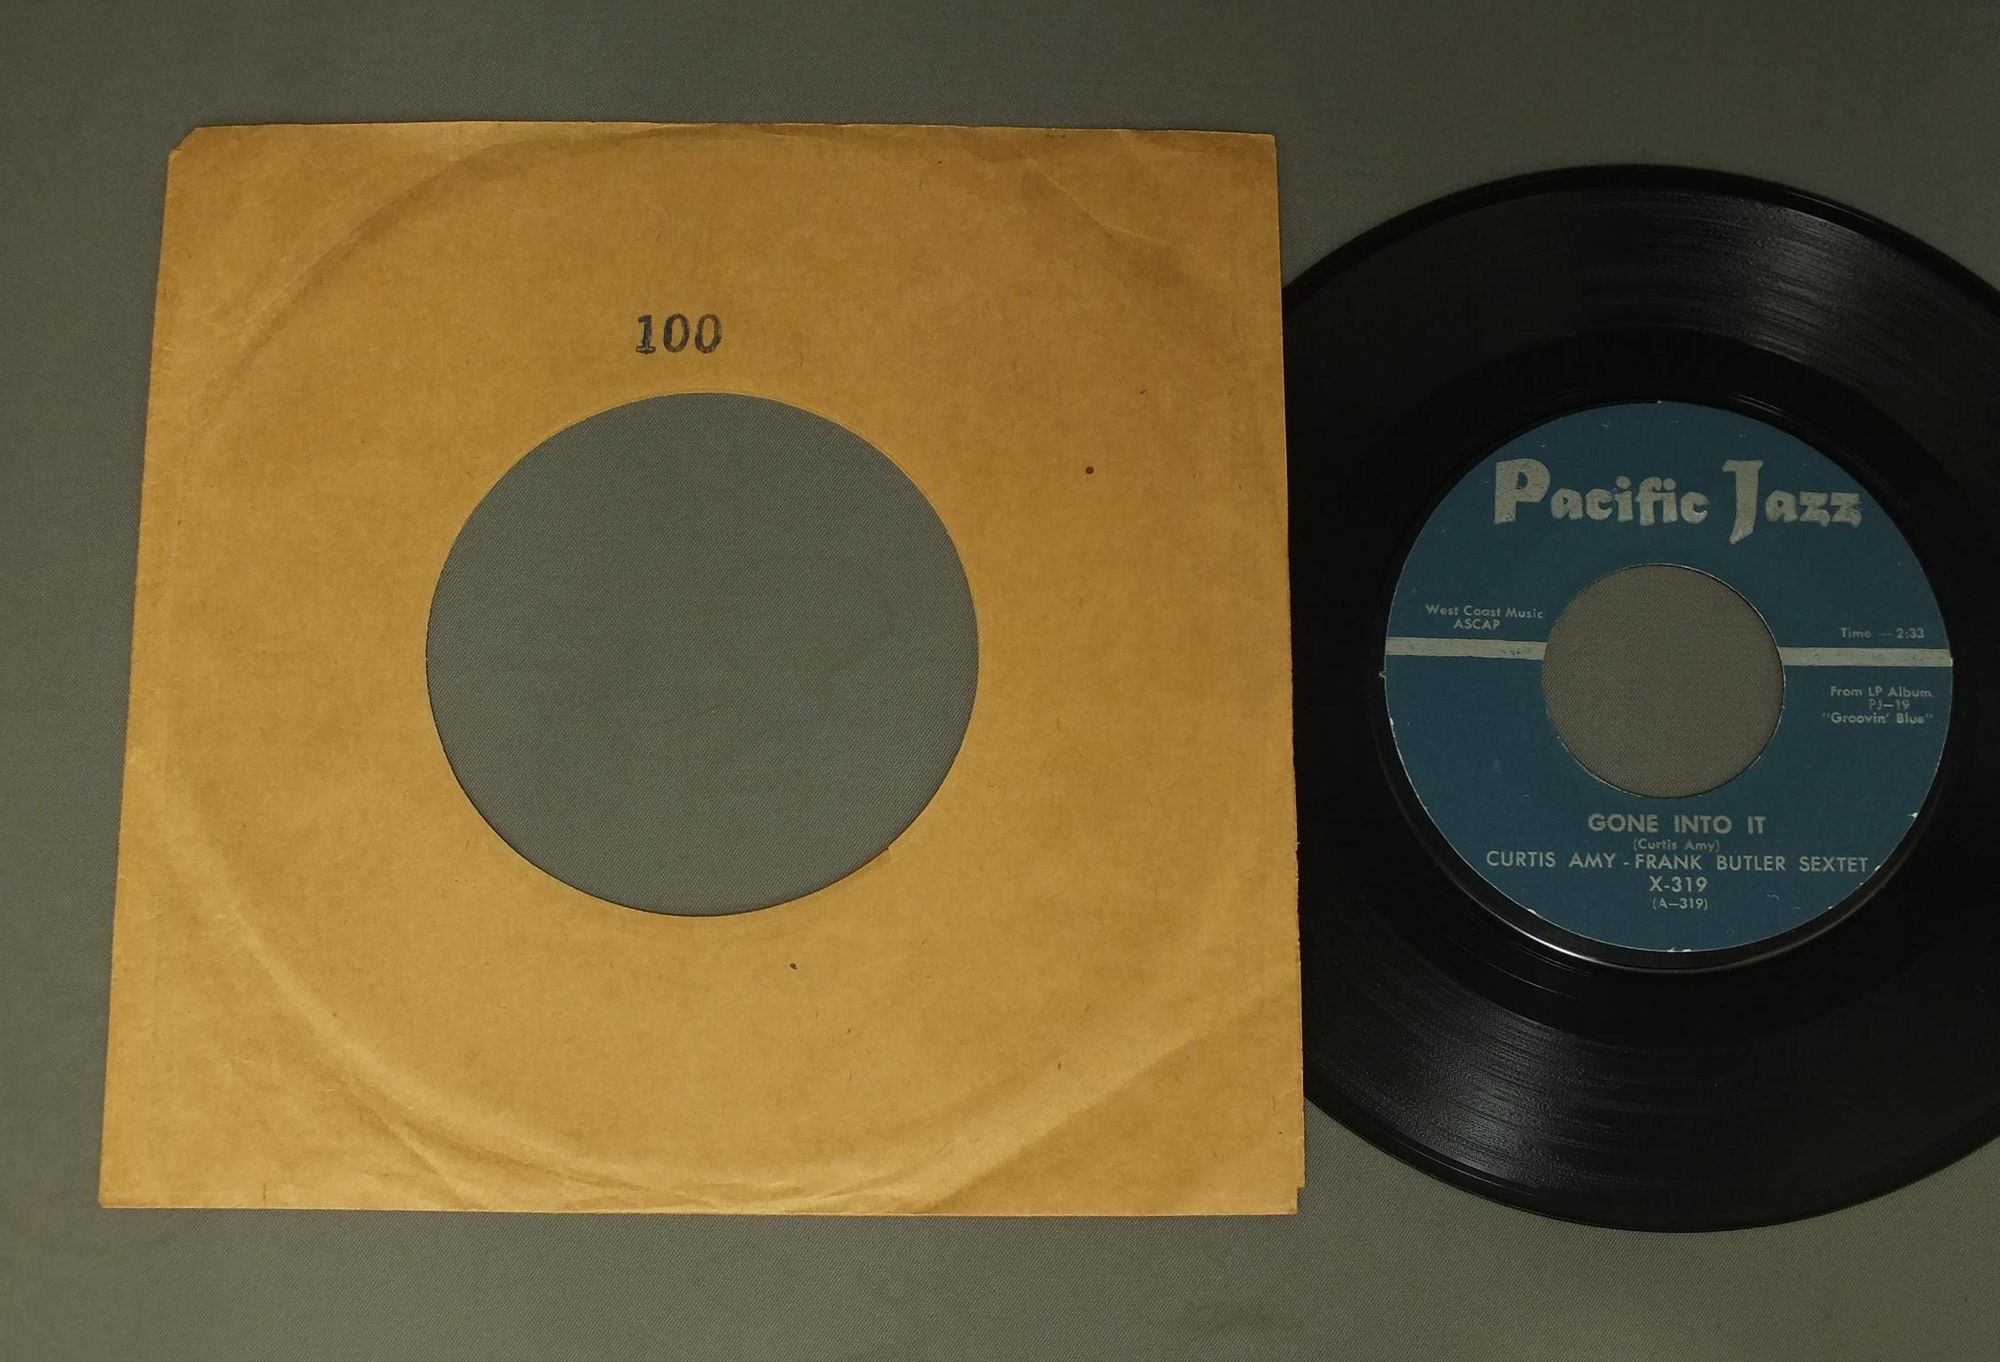 100
Pacific Jazz
West Coast Music
ASCAP
Time — 2:33
From LP Album
PJ—19
"Groovin' Blue"
GONE INTO IT
(Curtis Amy)
CURTIS AMY - FRANK BUTLER SEXTET
X-319
(A—319)